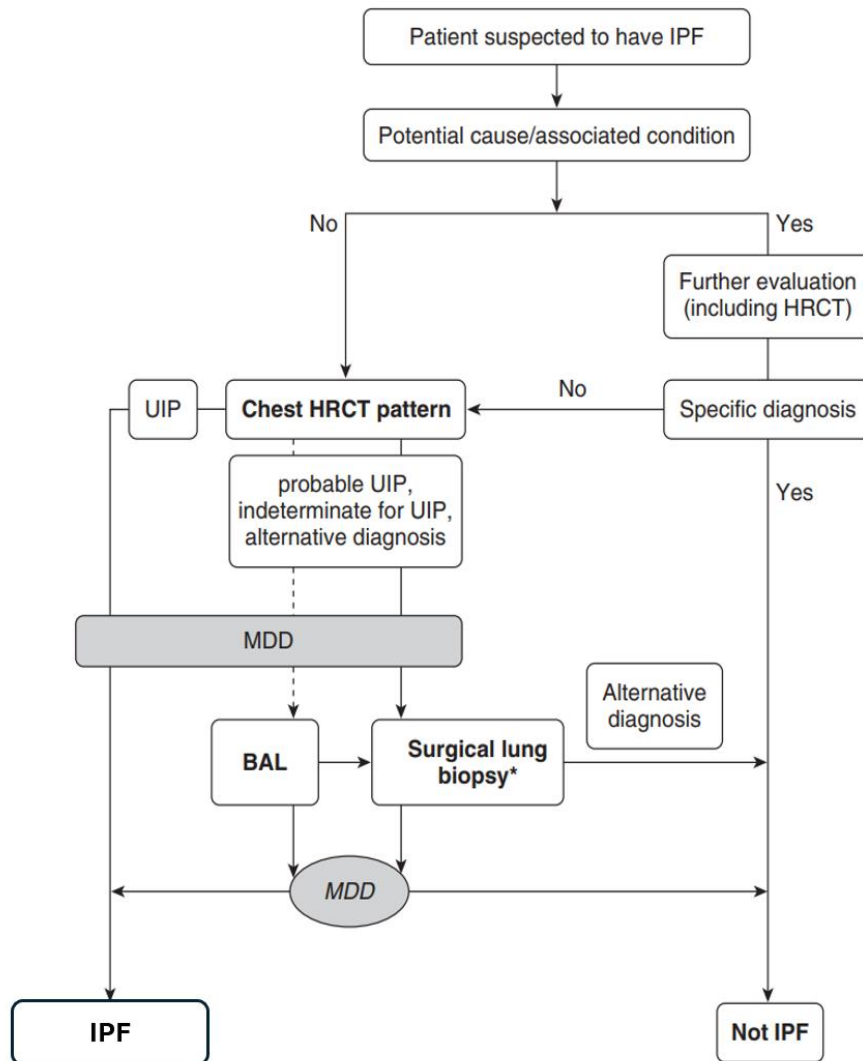 Patient suspected to have IPF
Potential cause/associated condition
No
Yes
Further evaluation
(including HRCT)
UIP
Chest HRCT pattern
No
Specific diagnosis
probable UIP,
indeterminate for UIP,
alternative diagnosis
Yes
MDD
Alternative
diagnosis
BAL
Surgical lung
biopsy*
MDD
IPF
Not IPF